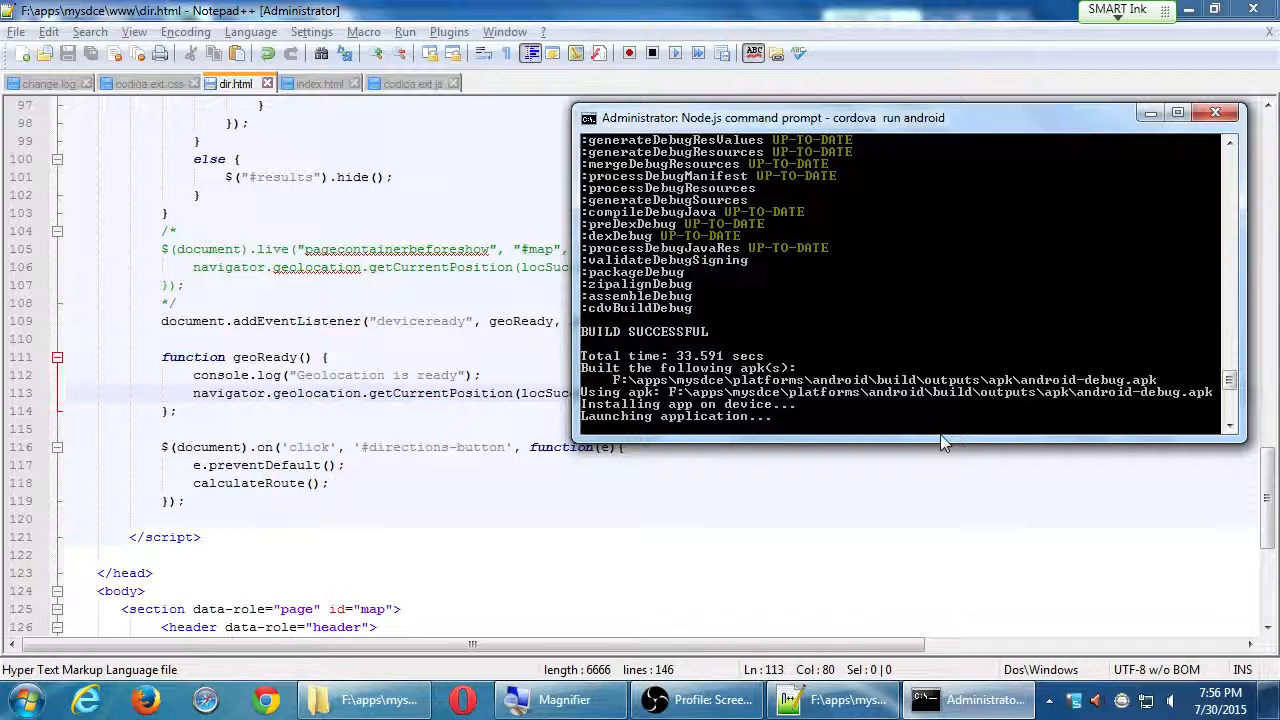 F:\apps\mysdce\www\dir.html - Notepad++ [Administrator]
SMART Ink
File Edit Search View Encoding Language Settings Macro Run Plugins Window ?
X
ABC
ABC
change.log codiqa.ext.css dir.html index.html codiqa.ext.js
97 }
98 });
99 }
100 else {
101 $("#results").hide();
102 }
103 }
104 /*
105 $(document).live("pagecontainerbeforeshow", "#map",
106 navigator.geolocation.getCurrentPosition(locSuc
107 });
108 */
109 document.addEventListener("deviceready", geoReady,
110
111 function geoReady() {
112 console.log("Geolocation is ready");
113 navigator.geolocation.getCurrentPosition(locSuc
114 };
115
116 $(document).on('click', '#directions-button', function(e){
117 e.preventDefault();
118 calculateRoute();
119 });
120
121 </script>
122
123 </head>
124 <body>
125 <section data-role="page" id="map">
126 <header data-role="header">
Administrator: Node.js command prompt - cordova run android
:generateDebugResValues UP-TO-DATE
:generateDebugResources UP-TO-DATE
:mergeDebugResources UP-TO-DATE
:processDebugManifest UP-TO-DATE
:processDebugResources
:generateDebugSources
:compileDebugJava UP-TO-DATE
:preDexDebug UP-TO-DATE
:dexDebug UP-TO-DATE
:processDebugJavaRes UP-TO-DATE
:validateDebugSigning
:packageDebug
:zipalignDebug
:assembleDebug
:cdvBuildDebug
BUILD SUCCESSFUL
Total time: 33.591 secs
Built the following apk(s):
F:\apps\mysdce\platforms\android\build\outputs\apk\android-debug.apk
Using apk: F:\apps\mysdce\platforms\android\build\outputs\apk\android-debug.apk
Installing app on device...
Launching application...
Hyper Text Markup Language file length : 6666 lines : 146 Ln : 113 Col : 80 Sel : 0 | 0 Dos\Windows UTF-8 w/o BOM INS
F:\apps\mys... Magnifier Profile: Scree... F:\apps\mys... Administrato...
7:56 PM
7/30/2015